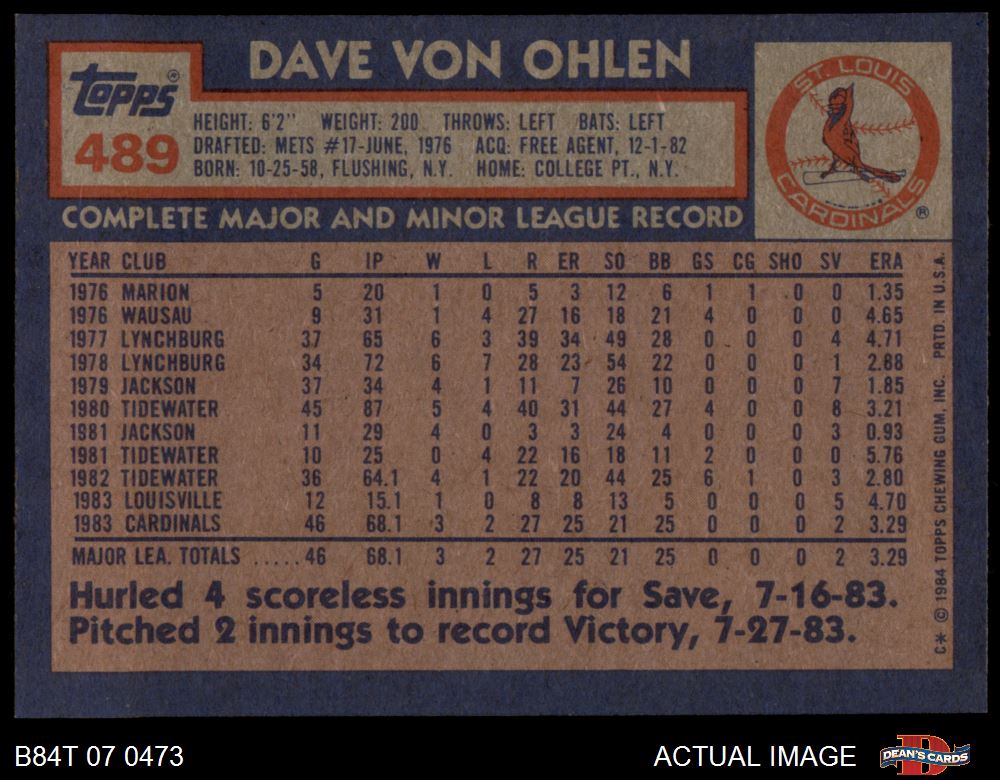 DAVE VON OHLEN
Topps®
489
HEIGHT: 6'2" WEIGHT: 200 THROWS: LEFT BATS: LEFT
DRAFTED: METS #17-JUNE, 1976 ACQ: FREE AGENT, 12-1-82
BORN: 10-25-58, FLUSHING, N.Y. HOME: COLLEGE PT., N.Y.
ST. LOUIS
CARDINALS®
COMPLETE MAJOR AND MINOR LEAGUE RECORD
YEAR CLUB G IP W L R ER SO BB GS CG SHO SV ERA
1976 MARION 5 20 1 0 5 3 12 6 1 1 0 0 1.35
1976 WAUSAU 9 31 1 4 27 16 18 21 4 0 0 0 4.65
1977 LYNCHBURG 37 65 6 3 39 34 49 28 0 0 0 4 4.71
1978 LYNCHBURG 34 72 6 7 28 23 54 22 0 0 0 1 2.88
1979 JACKSON 37 34 4 1 11 7 26 10 0 0 0 7 1.85
1980 TIDEWATER 45 87 5 4 40 31 44 27 4 0 0 8 3.21
1981 JACKSON 11 29 4 0 3 3 24 4 0 0 0 3 0.93
1981 TIDEWATER 10 25 0 4 22 16 18 11 2 0 0 0 5.76
1982 TIDEWATER 36 64.1 4 1 22 20 44 25 6 1 0 3 2.80
1983 LOUISVILLE 12 15.1 1 0 8 8 13 5 0 0 0 5 4.70
1983 CARDINALS 46 68.1 3 2 27 25 21 25 0 0 0 2 3.29
MAJOR LEA. TOTALS .....46 68.1 3 2 27 25 21 25 0 0 0 2 3.29
Hurled 4 scoreless innings for Save, 7-16-83.
Pitched 2 innings to record Victory, 7-27-83.
C* © 1984 TOPPS CHEWING GUM, INC. PRTD. IN U.S.A.
B84T 07 0473
ACTUAL IMAGE
DEAN'S CARDS